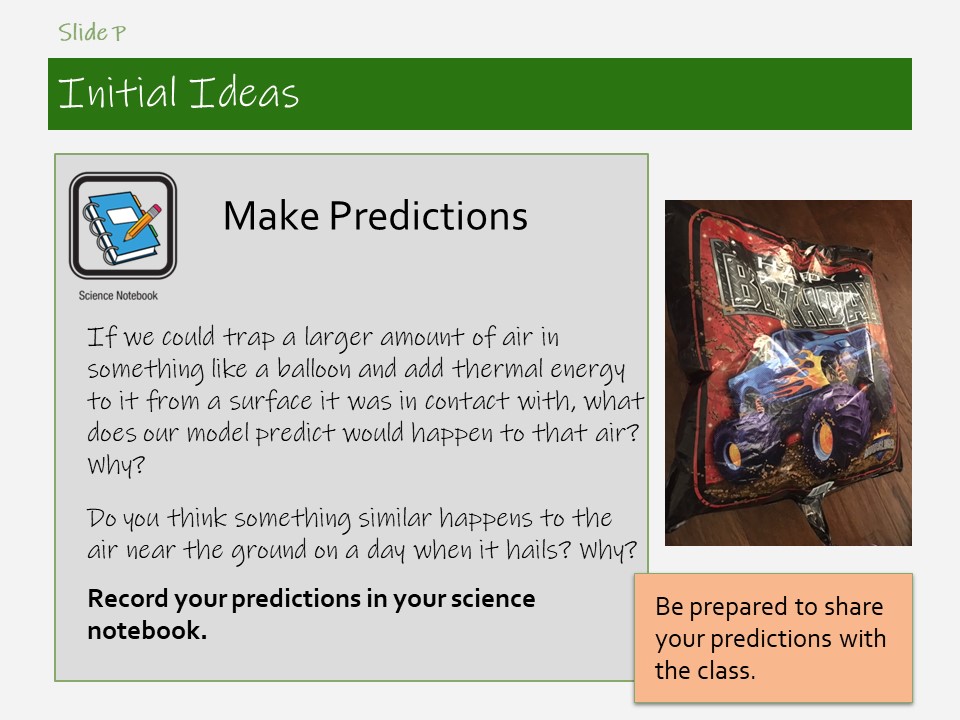 Slide P
Initial Ideas
Science Notebook
Make Predictions
If we could trap a larger amount of air in
something like a balloon and add thermal energy
to it from a surface it was in contact with, what
does our model predict would happen to that air?
Why?
Do you think something similar happens to the
air near the ground on a day when it hails? Why?
Record your predictions in your science
notebook.
HAPPY
BIRTHDAY
Be prepared to share
your predictions with
the class.